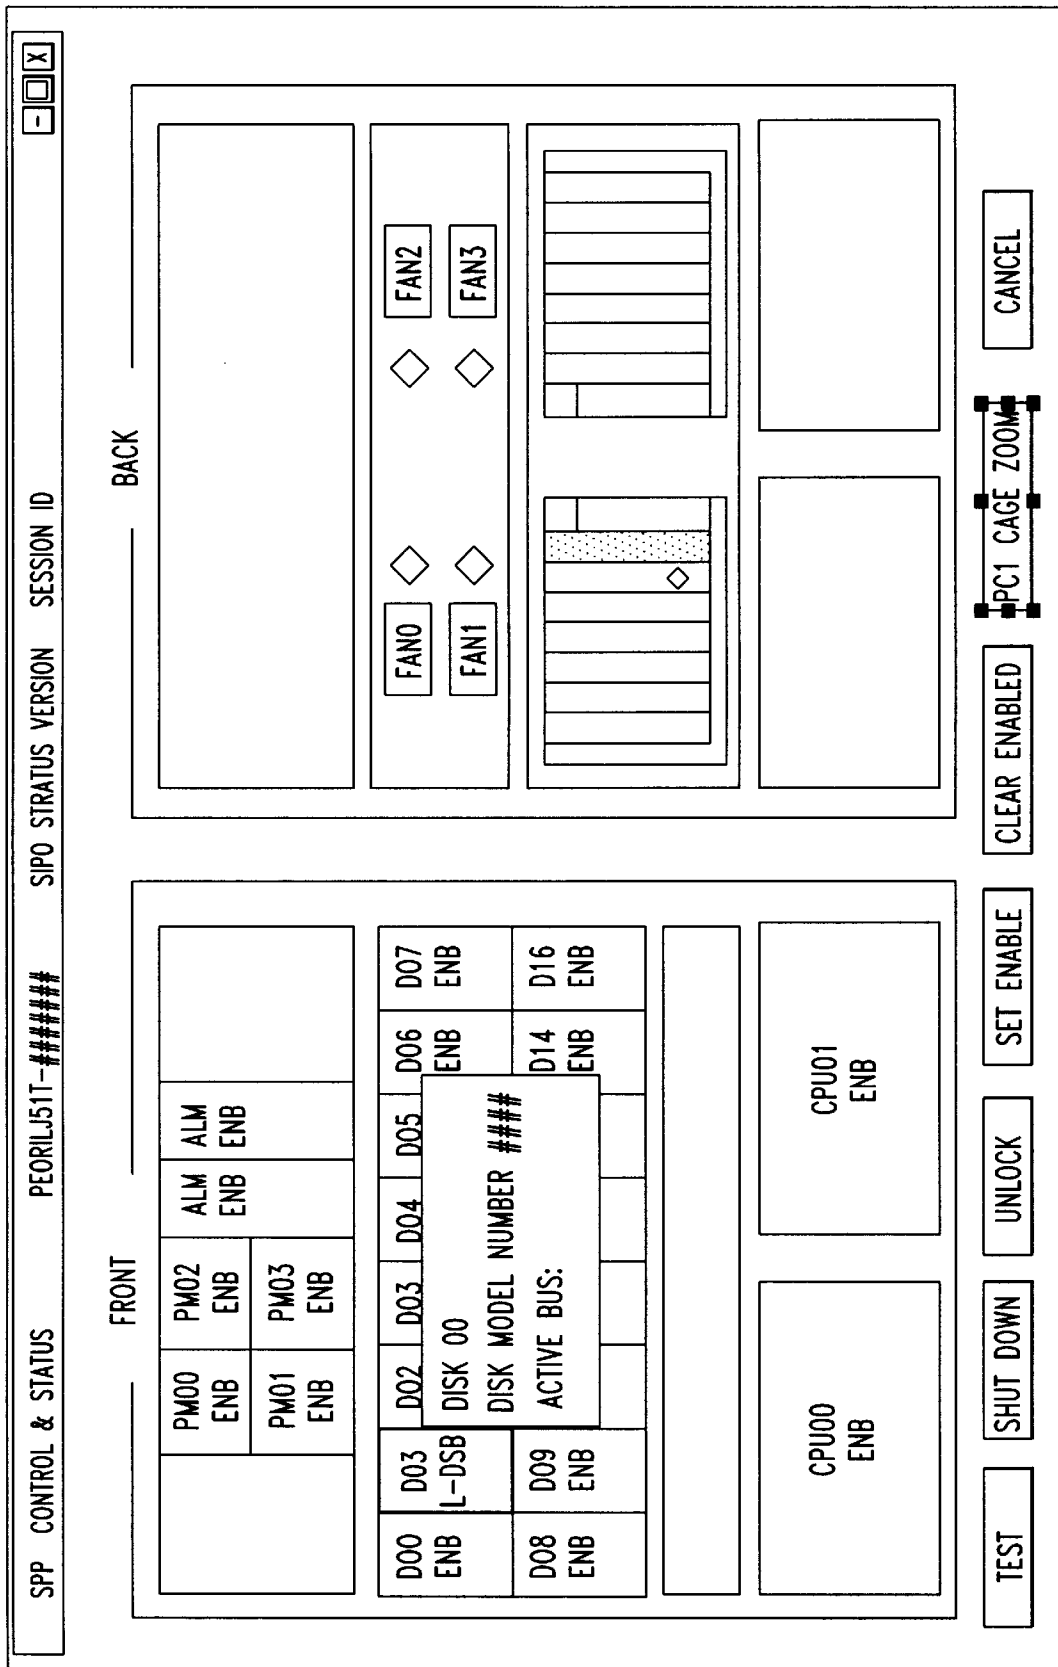 SPP CONTROL & STATUS PEORILJ51T-###### SIPO STRATUS VERSION SESSION ID - X
FRONT
PM00 ENB
PM02 ENB
ALM ENB
ALM ENB
PM01 ENB
PM03 ENB
D00 ENB
D03 L-DSB
D02
D03
D04
D05
D06 ENB
D07 ENB
D08 ENB
D09 ENB
D14 ENB
D16 ENB
DISK 00
DISK MODEL NUMBER ####
ACTIVE BUS:
CPU00 ENB
CPU01 ENB
BACK
FAN0
FAN2
FAN1
FAN3
TEST
SHUT DOWN
UNLOCK
SET ENABLE
CLEAR ENABLED
PC1 CAGE ZOOM
CANCEL